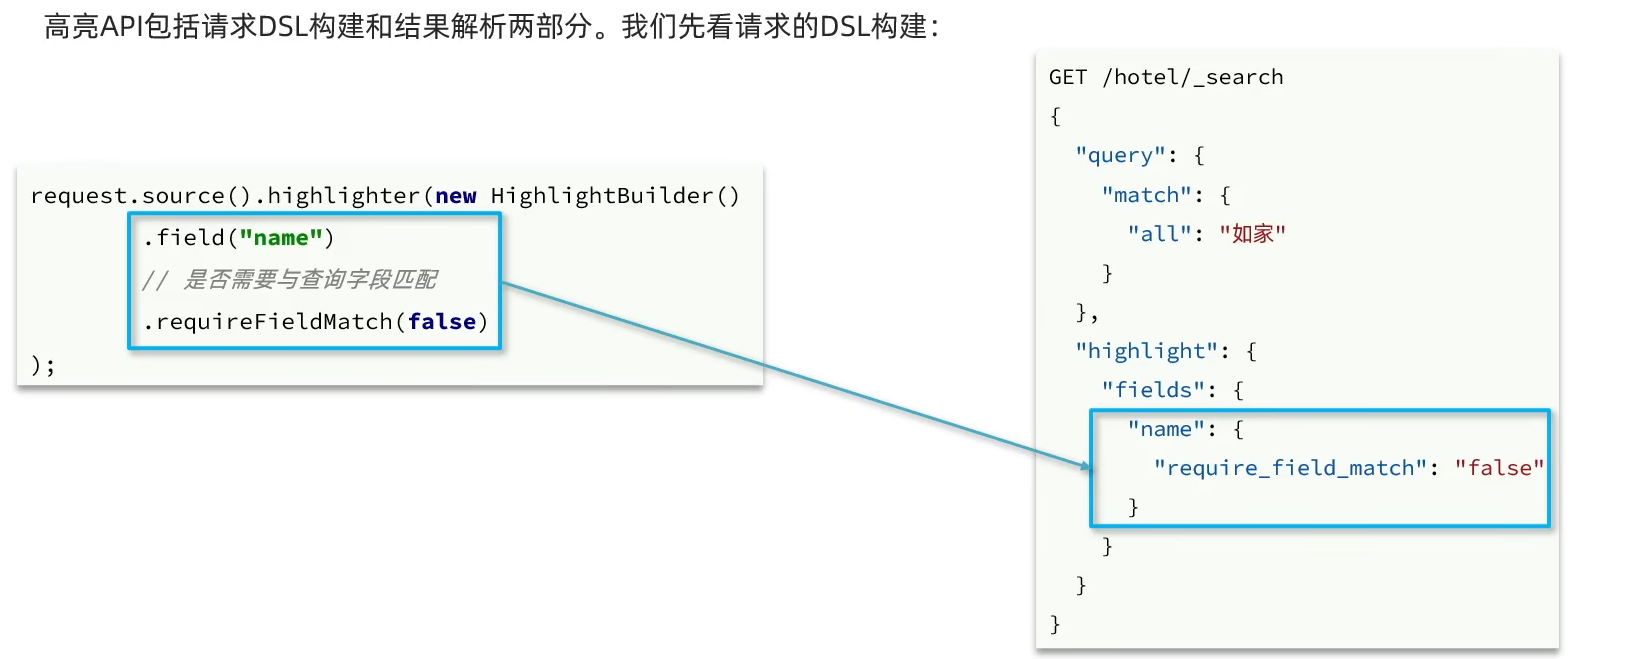 高亮API包括请求DSL构建和结果解析两部分。我们先看请求的DSL构建：
request.source().highlighter(new HighlightBuilder()
.field("name")
// 是否需要与查询字段匹配
.requireFieldMatch(false)
);
GET /hotel/_search
{
"query": {
"match": {
"all": "如家"
}
},
"highlight": {
"fields": {
"name": {
"require_field_match": "false"
}
}
}
}